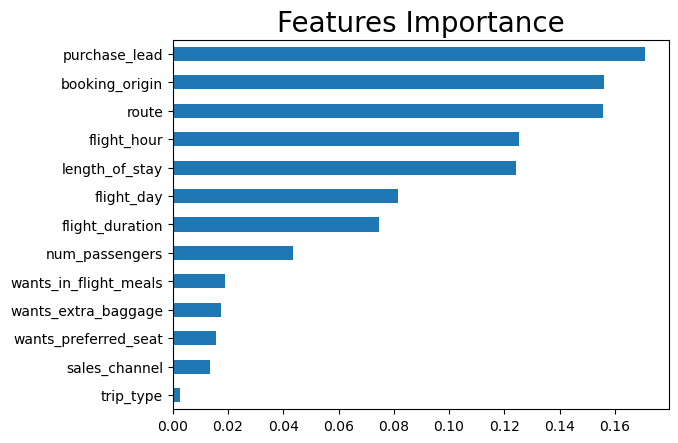 Features Importance
purchase_lead
booking_origin
route
flight_hour
length_of_stay
flight_day
flight_duration
num_passengers
wants_in_flight_meals
wants_extra_baggage
wants_preferred_seat
sales_channel
trip_type
0.00 0.02 0.04 0.06 0.08 0.10 0.12 0.14 0.16